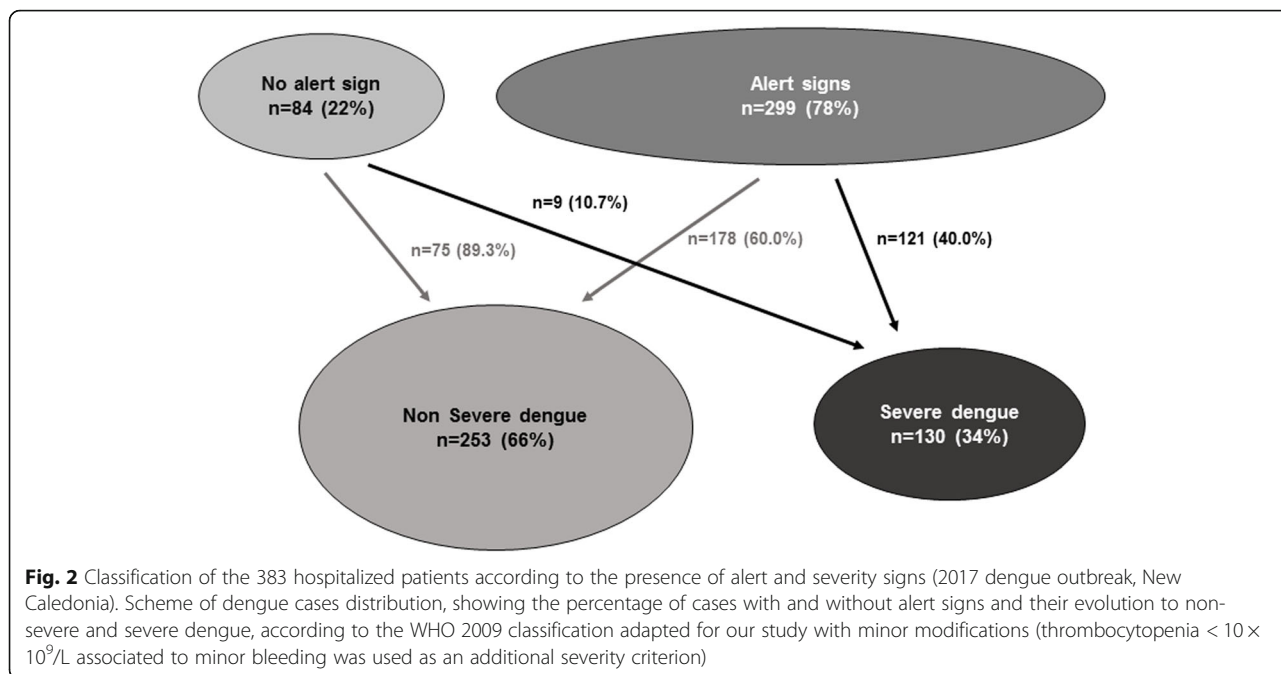 No alert sign
n=84 (22%)
Alert signs
n=299 (78%)
n=9 (10.7%)
n=75 (89.3%)
n=178 (60.0%)
n=121 (40.0%)
Non Severe dengue
n=253 (66%)
Severe dengue
n=130 (34%)
Fig. 2 Classification of the 383 hospitalized patients according to the presence of alert and severity signs (2017 dengue outbreak, New
Caledonia). Scheme of dengue cases distribution, showing the percentage of cases with and without alert signs and their evolution to non-
severe and severe dengue, according to the WHO 2009 classification adapted for our study with minor modifications (thrombocytopenia < 10 ×
10⁹/L associated to minor bleeding was used as an additional severity criterion)